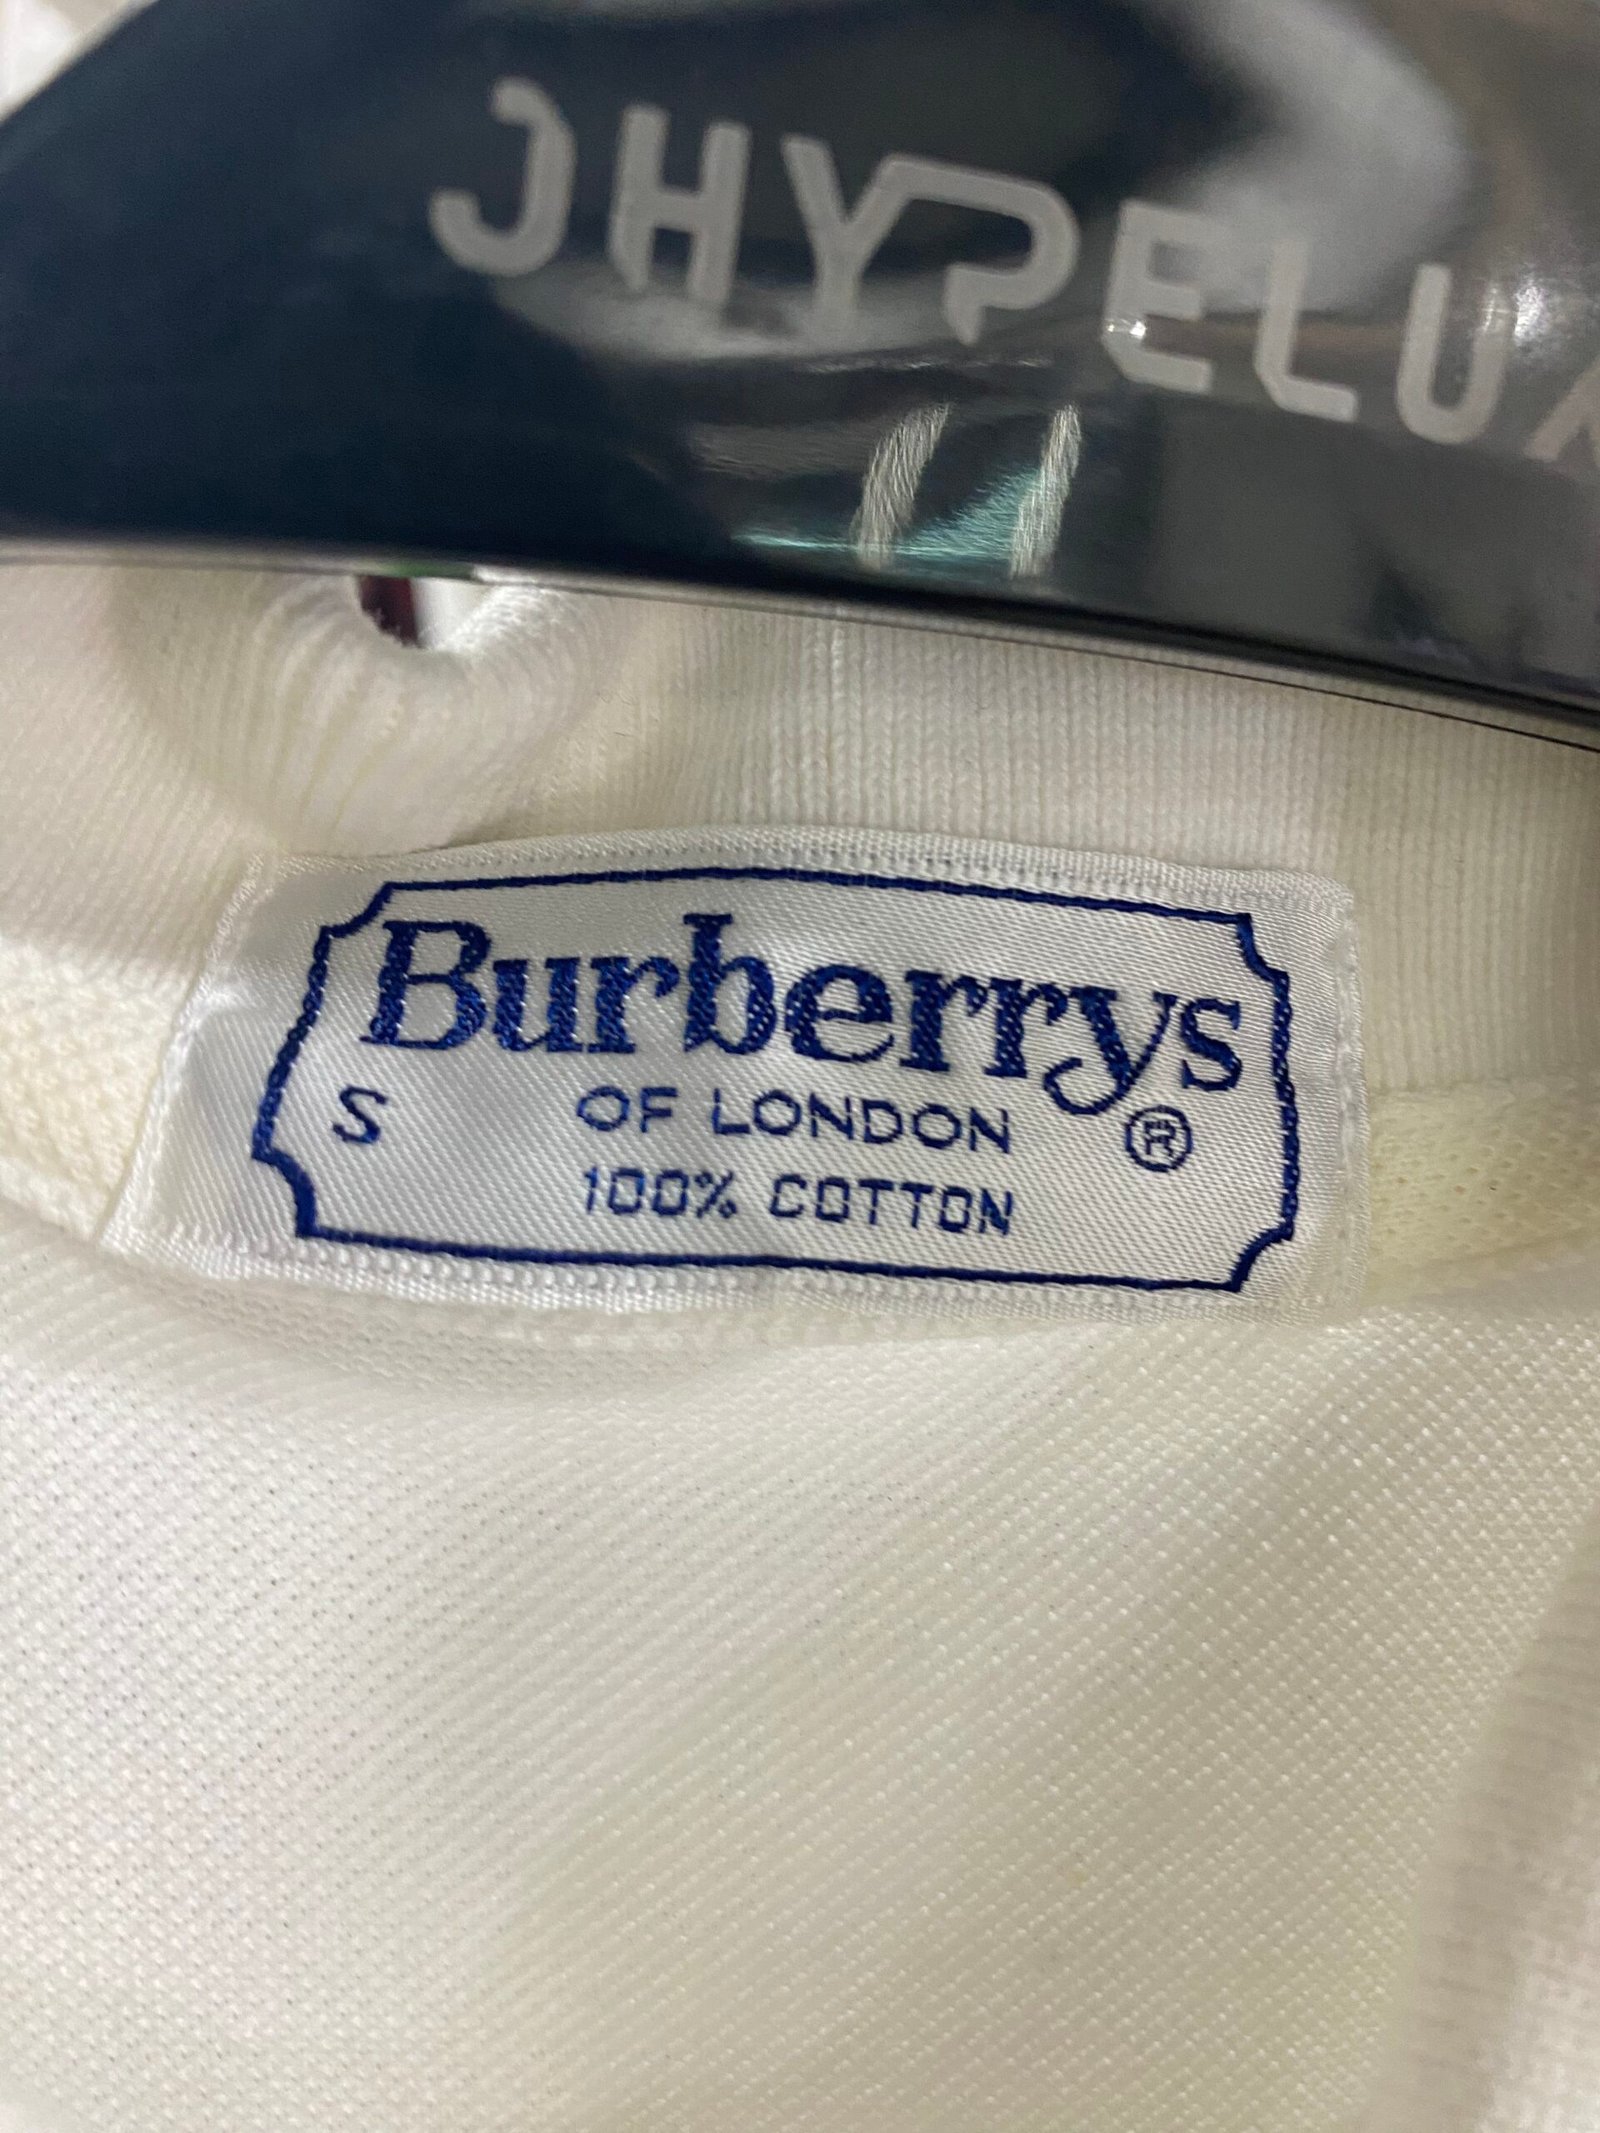 JHYPELUX
Burberrys
S OF LONDON ®
100% COTTON